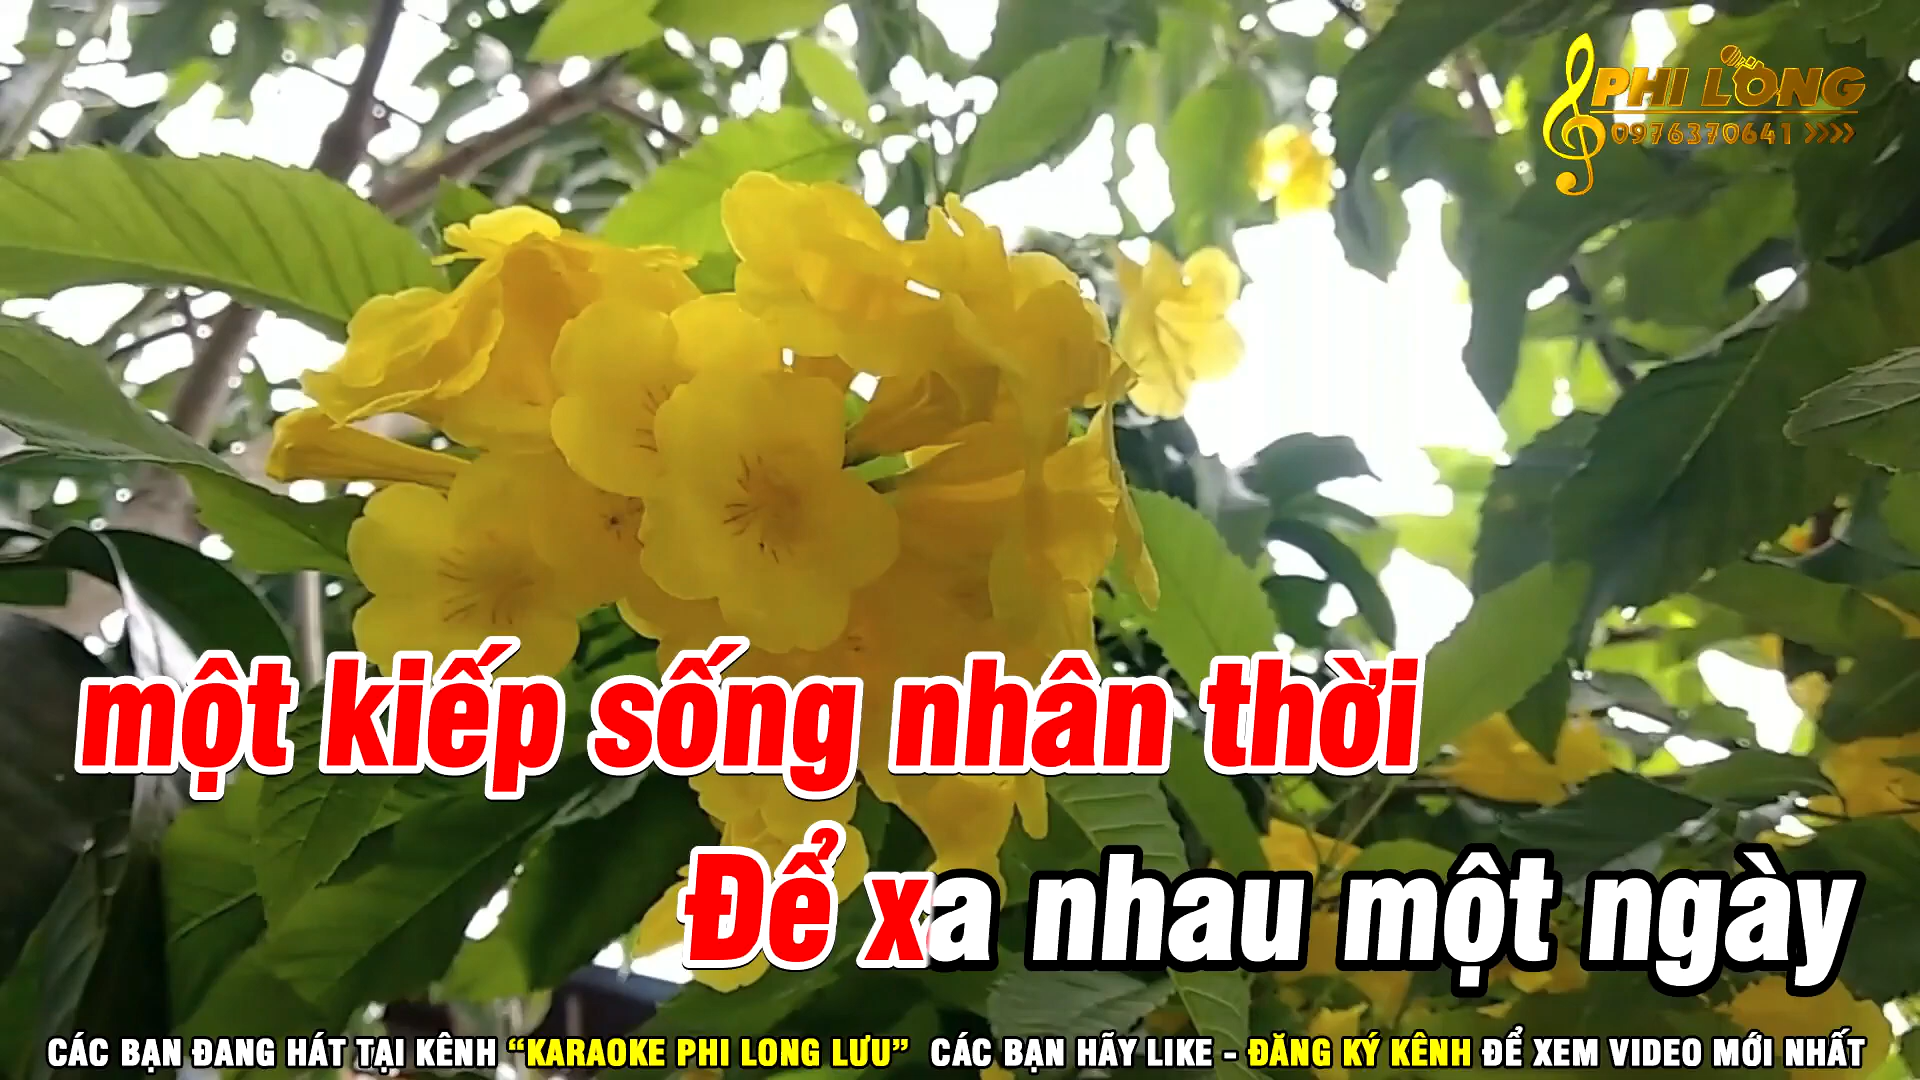 PHI LONG
0976370641
một kiếp sống nhân thời
Để xa nhau một ngày
CÁC BẠN ĐANG HÁT TẠI KÊNH “KARAOKE PHI LONG LƯU” CÁC BẠN HÃY LIKE - ĐĂNG KÝ KÊNH ĐỂ XEM VIDEO MỚI NHẤT